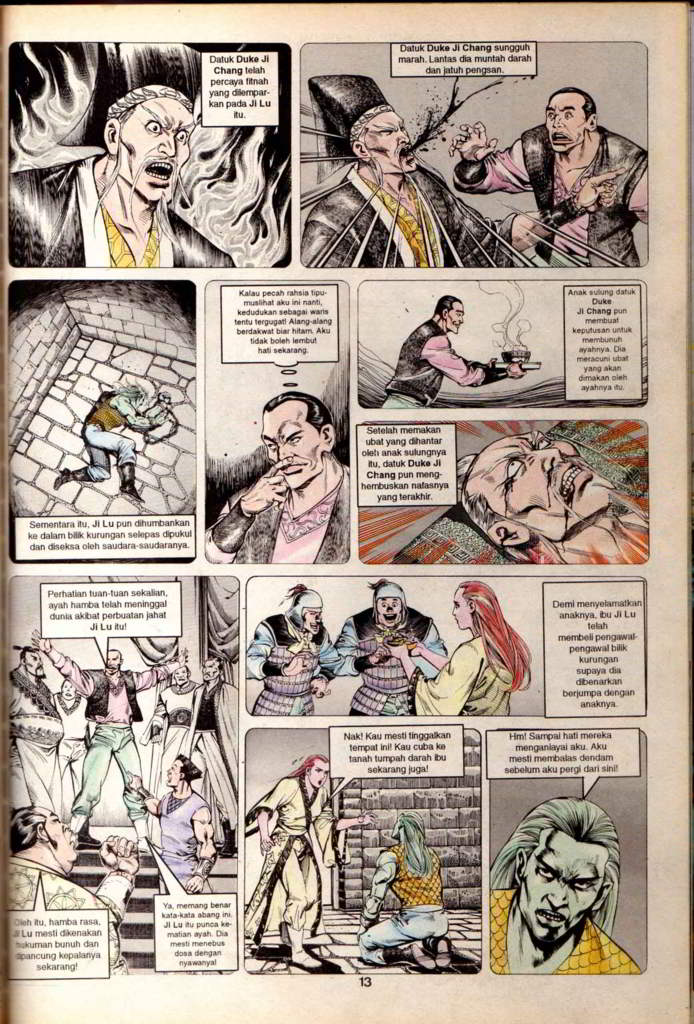 Datuk Duke Ji
Chang telah
percaya fitnah
yang dilempar-
kan pada Ji Lu
itu.
Datuk Duke Ji Chang sungguh
marah. Lantas dia muntah darah
dan jatuh pengsan.
Sementara itu, Ji Lu pun dihumbankan
ke dalam bilik kurungan selepas dipukul
dan diseksa oleh saudara-saudaranya.
Kalau pecah rahsia tipu-
muslihat aku ini nanti,
kedudukan sebagai waris
tentu tergugat! Alang-alang
berdakwat biar hitam. Aku
tidak boleh lembut
hati sekarang.
Anak sulung datuk
Duke
Ji Chang pun
membuat
keputusan untuk
membunuh
ayahnya. Dia
meracuni ubat
yang akan
dimakan oleh
ayahnya itu.
Setelah memakan
ubat yang dihantar
oleh anak sulungnya
itu, datuk Duke Ji
Chang pun meng-
hembuskan nafasnya
yang terakhir.
Perhatian tuan-tuan sekalian,
ayah hamba telah meninggal
dunia akibat perbuatan jahat
Ji Lu itu!
Oleh itu, hamba rasa,
Ji Lu mesti dikenakan
hukuman bunuh dan
dipancung kepalanya
sekarang!
Ya, memang benar
kata-kata abang ini.
Ji Lu itu punca ke-
matian ayah. Dia
mesti menebus
dosa dengan
nyawanya!
Demi menyelamatkan
anaknya, ibu Ji Lu
telah
membeli pengawal-
pengawal bilik
kurungan
supaya dia
dibenarkan
berjumpa dengan
anaknya.
Nak! Kau mesti tinggalkan
tempat ini! Kau cuba ke
tanah tumpah darah ibu
sekarang juga!
Hm! Sampai hati mereka
menganiayai aku. Aku
mesti membalas dendam
sebelum aku pergi dari sini!
13